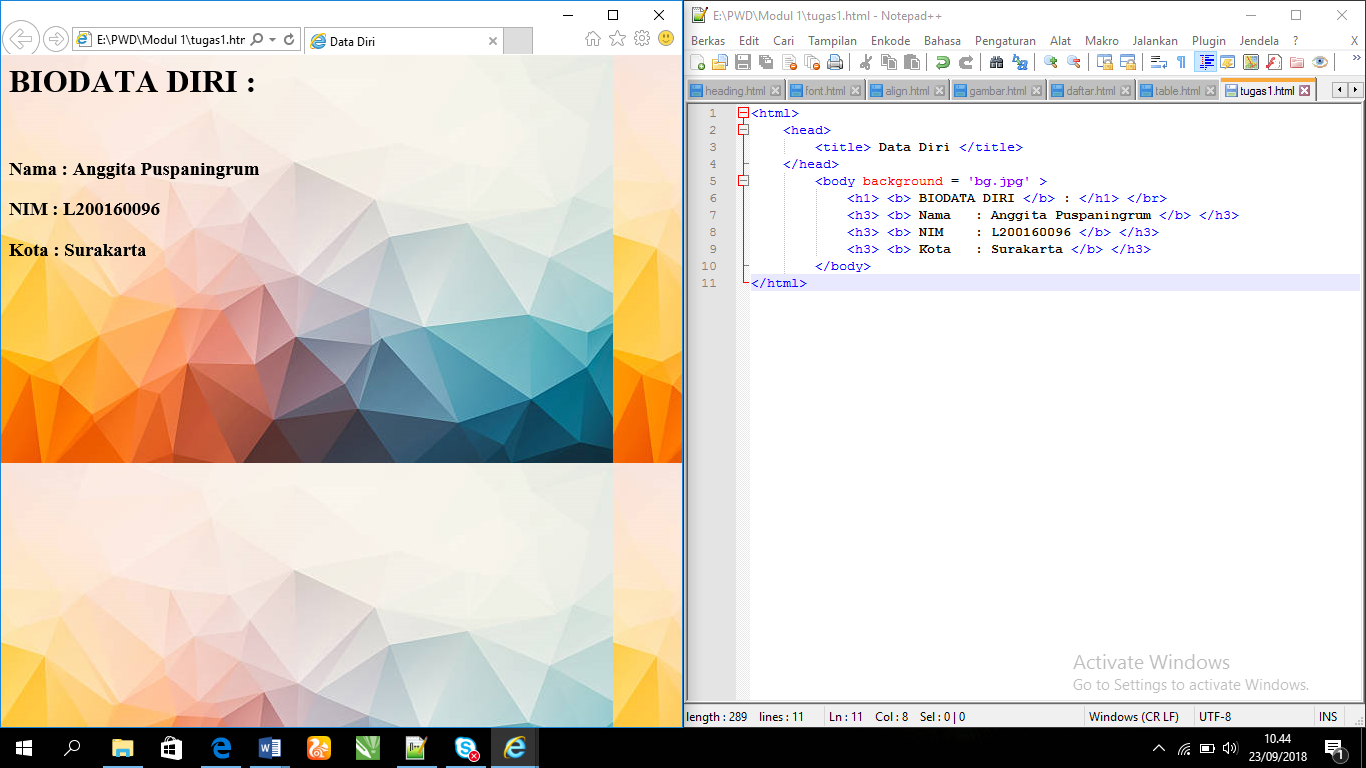 E:\PWD\Modul 1\tugas1.htr
Data Diri
BIODATA DIRI :
Nama : Anggita Puspaningrum
NIM : L200160096
Kota : Surakarta
E:\PWD\Modul 1\tugas1.html - Notepad++
Berkas Edit Cari Tampilan Enkode Bahasa Pengaturan Alat Makro Jalankan Plugin Jendela ? X
heading.html font.html align.html gambar.html daftar.html table.html tugas1.html
1 <html>
2 <head>
3 <title> Data Diri </title>
4 </head>
5 <body background = 'bg.jpg' >
6 <h1> <b> BIODATA DIRI </b> : </h1> </br>
7 <h3> <b> Nama : Anggita Puspaningrum </b> </h3>
8 <h3> <b> NIM : L200160096 </b> </h3>
9 <h3> <b> Kota : Surakarta </b> </h3>
10 </body>
11 </html>
Activate Windows
Go to Settings to activate Windows.
length : 289 lines : 11 Ln : 11 Col : 8 Sel : 0 | 0 Windows (CR LF) UTF-8 INS
10.44
23/09/2018
1